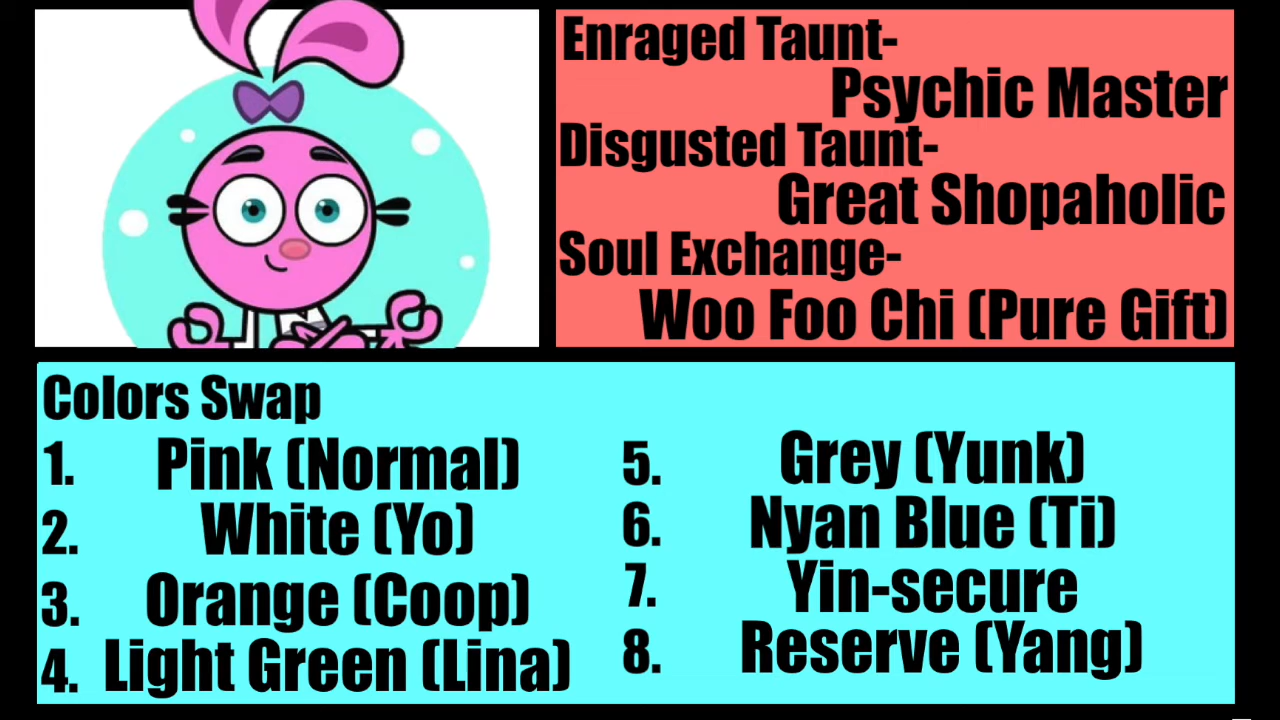 Enraged Taunt-
Psychic Master
Disgusted Taunt-
Great Shopaholic
Soul Exchange-
Woo Foo Chi (Pure Gift)
Colors Swap
1. Pink (Normal)
2. White (Yo)
3. Orange (Coop)
4. Light Green (Lina)
5. Grey (Yunk)
6. Nyan Blue (Ti)
7. Yin-secure
8. Reserve (Yang)